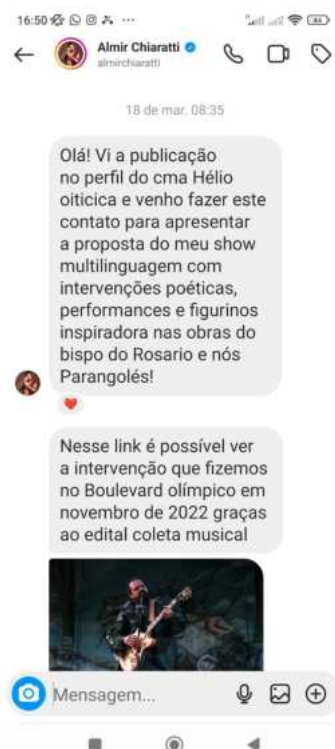 16:50
Almir Chiaratti
almirchiaratti
18 de mar. 08:35
Olá! Vi a publicação
no perfil do cma Hélio
oiticica e venho fazer este
contato para apresentar
a proposta do meu show
multilinguagem com
intervenções poéticas,
performances e figurinos
inspiradora nas obras do
bispo do Rosario e nós
Parangolés!
Nesse link é possível ver
a intervenção que fizemos
no Boulevard olímpico em
novembro de 2022 graças
ao edital coleta musical
Mensagem...